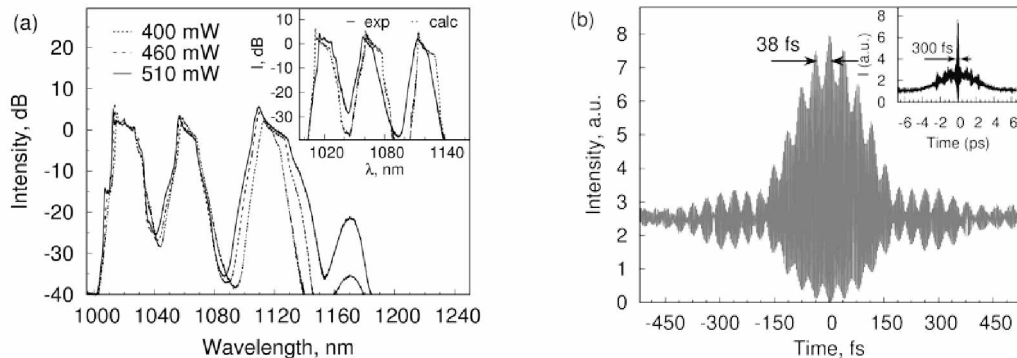 (a)
400 mW
460 mW
510 mW
Intensity, dB
20
10
0
-10
-20
-30
-40
1000 1040 1080 1120 1160 1200 1240
Wavelength, nm
exp calc
I, dB
10
0
-10
-20
-30
1020 1080 1140
λ, nm
(b)
38 fs
Intensity, a.u.
8
7
6
5
4
3
2
1
0
-450 -300 -150 0 150 300 450
Time, fs
300 fs
I (a.u.)
8
6
4
2
0
-6 -4 -2 0 2 4 6
Time (ps)